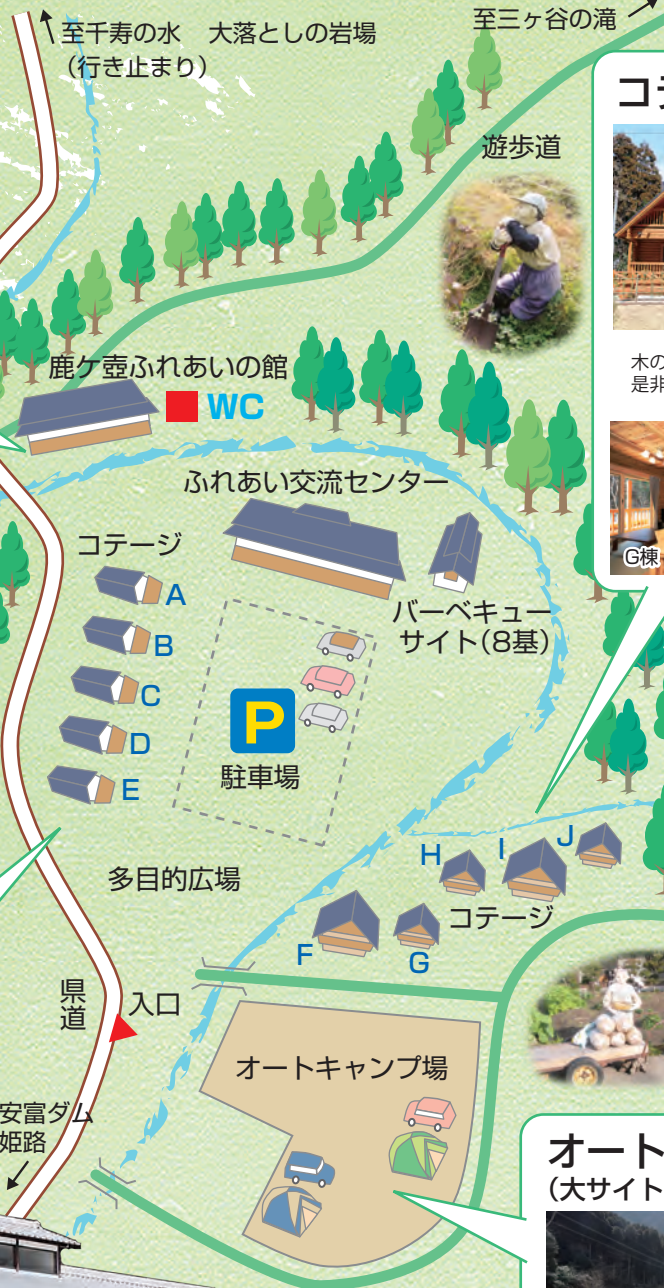 至千寿の水 大落としの岩場
(行き止まり)
至三ヶ谷の滝
コテ
遊歩道
木の
是非
G棟
鹿ケ壺ふれあいの館
WC
ふれあい交流センター
コテージ
A
B
C
D
E
バーベキュー
サイト(8基)
P
駐車場
多目的広場
H
I
J
コテージ
F
G
県道
入口
オートキャンプ場
安富ダム
姫路
オート
(大サイト